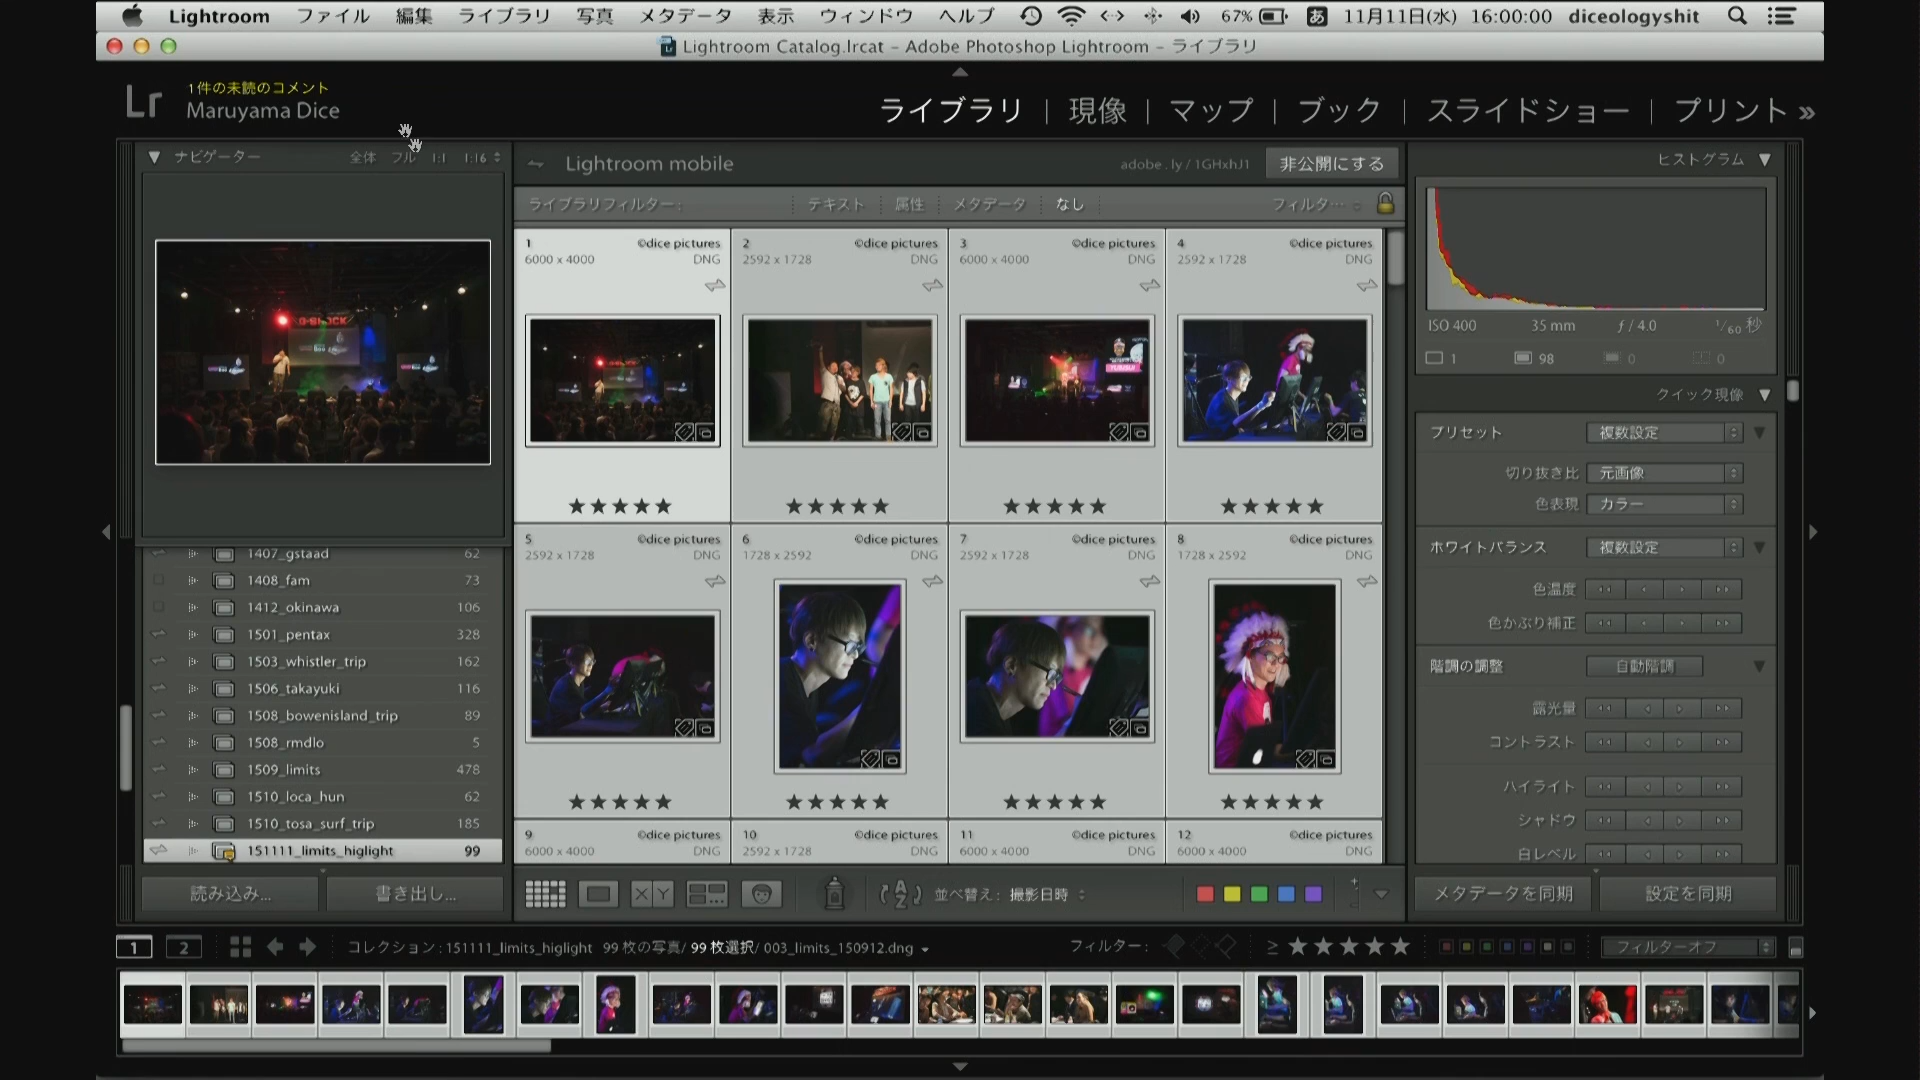 Lightroom ファイル 編集 ライブラリ 写真 メタデータ 表示 ウィンドウ ヘルプ 67% あ 11月11日(水) 16:00:00 diceologyshit
Lightroom Catalog.lrcat – Adobe Photoshop Lightroom – ライブラリ
Lr 1件の未読のコメント
Maruyama Dice
ライブラリ | 現像 | マップ | ブック | スライドショー | プリント »
ナビゲーター 全体 フル 1:1 1:16
G-SHOCK
1407_gstaad 62
1408_fam 73
1412_okinawa 106
1501_pentax 328
1503_whistler_trip 162
1506_takayuki 116
1508_bowenisland_trip 89
1508_rmdlo 5
1509_limits 478
1510_loca_hun 62
1510_tosa_surf_trip 185
151111_limits_higlight 99
読み込み... 書き出し...
Lightroom mobile adobe.ly/1GHxhJ1 非公開にする
ライブラリフィルター: テキスト 属性 メタデータ なし フィルター…
1 ©dice pictures
6000 x 4000 DNG
★★★★★
2 ©dice pictures
2592 x 1728 DNG
★★★★★
3 ©dice pictures
6000 x 4000 DNG
★★★★★
4 ©dice pictures
2592 x 1728 DNG
★★★★★
5 ©dice pictures
2592 x 1728 DNG
★★★★★
6 ©dice pictures
1728 x 2592 DNG
★★★★★
7 ©dice pictures
2592 x 1728 DNG
★★★★★
8 ©dice pictures
1728 x 2592 DNG
★★★★★
9 ©dice pictures
6000 x 4000 DNG
10 ©dice pictures
2592 x 1728 DNG
11 ©dice pictures
6000 x 4000 DNG
12 ©dice pictures
6000 x 4000 DNG
X Y 並べ替え: 撮影日時
ヒストグラム
ISO 400 35 mm ƒ / 4.0 1/60 秒
1 98 0 0
クイック現像
プリセット 複数設定
切り抜き比 元画像
色表現 カラー
ホワイトバランス 複数設定
色温度
色かぶり補正
階調の調整 自動階調
露光量
コントラスト
ハイライト
シャドウ
白レベル
メタデータを同期 設定を同期
1 2 コレクション : 151111_limits_higlight 99 枚の写真/ 99 枚選択/ 003_limits_150912.dng フィルター : ≥ ★★★★★ フィルターオフ